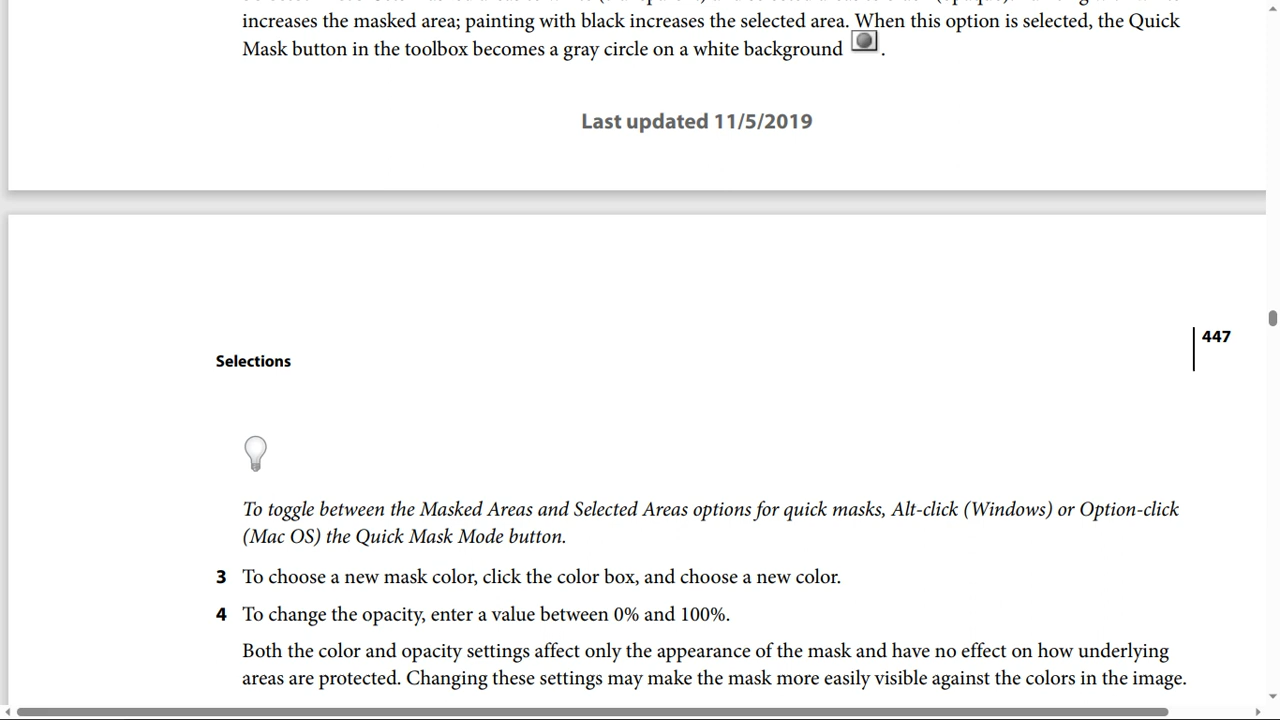 increases the masked area; painting with black increases the selected area. When this option is selected, the Quick
Mask button in the toolbox becomes a gray circle on a white background .
Last updated 11/5/2019
447
Selections
To toggle between the Masked Areas and Selected Areas options for quick masks, Alt-click (Windows) or Option-click
(Mac OS) the Quick Mask Mode button.
3 To choose a new mask color, click the color box, and choose a new color.
4 To change the opacity, enter a value between 0% and 100%.
Both the color and opacity settings affect only the appearance of the mask and have no effect on how underlying
areas are protected. Changing these settings may make the mask more easily visible against the colors in the image.